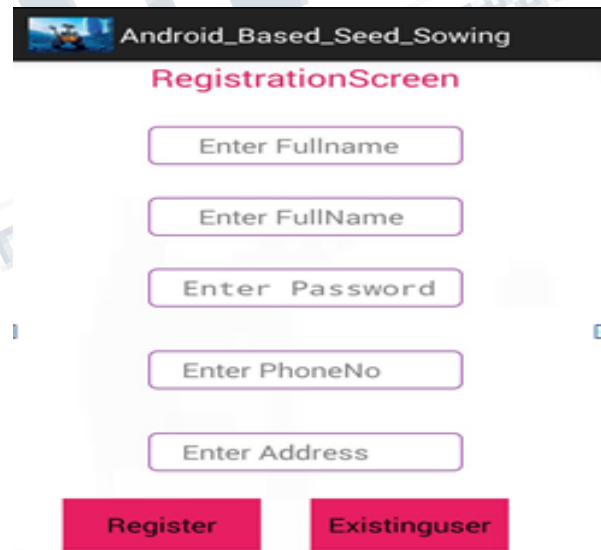 Android_Based_Seed_Sowing
RegistrationScreen
Enter Fullname
Enter FullName
Enter Password
Enter PhoneNo
Enter Address
Register Existinguser